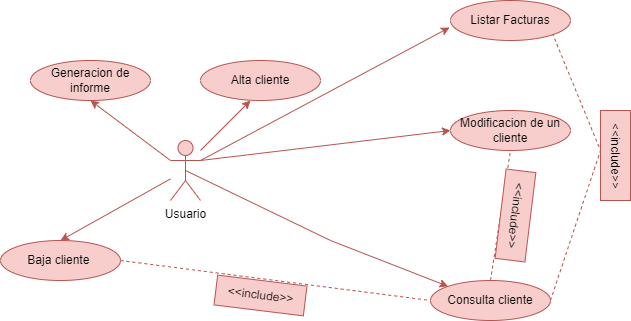 Listar Facturas
Generacion de
informe
Alta cliente
Modificacion de un
cliente
<<include>>
<<include>>
Usuario
Baja cliente
<<include>>
Consulta cliente